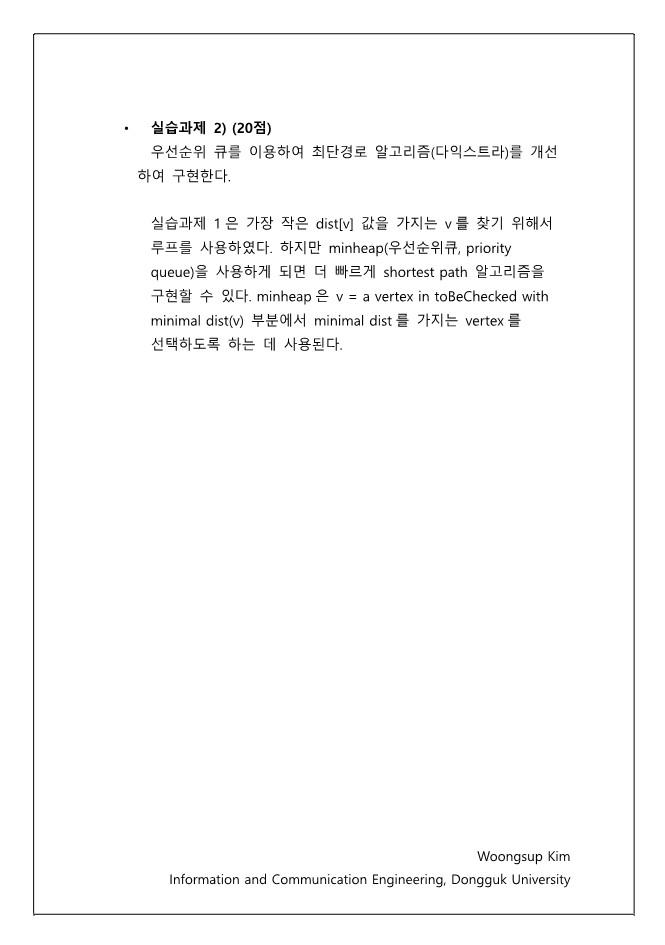 • 실습과제 2) (20점)
우선순위 큐를 이용하여 최단경로 알고리즘(다익스트라)를 개선
하여 구현한다.
실습과제 1 은 가장 작은 dist[v] 값을 가지는 v 를 찾기 위해서
루프를 사용하였다. 하지만 minheap(우선순위큐, priority
queue)을 사용하게 되면 더 빠르게 shortest path 알고리즘을
구현할 수 있다. minheap 은 v = a vertex in toBeChecked with
minimal dist(v) 부분에서 minimal dist 를 가지는 vertex 를
선택하도록 하는 데 사용된다.
Woongsup Kim
Information and Communication Engineering, Dongguk University